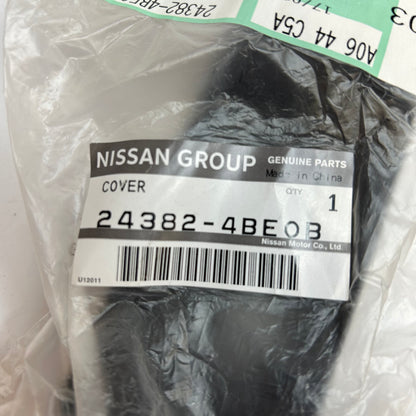 A06 44 C5A
NISSAN GROUP GENUINE PARTS
Made in China
COVER
QTY 1
24382-4BE0B
Nissan Motor Co., Ltd.
U12011